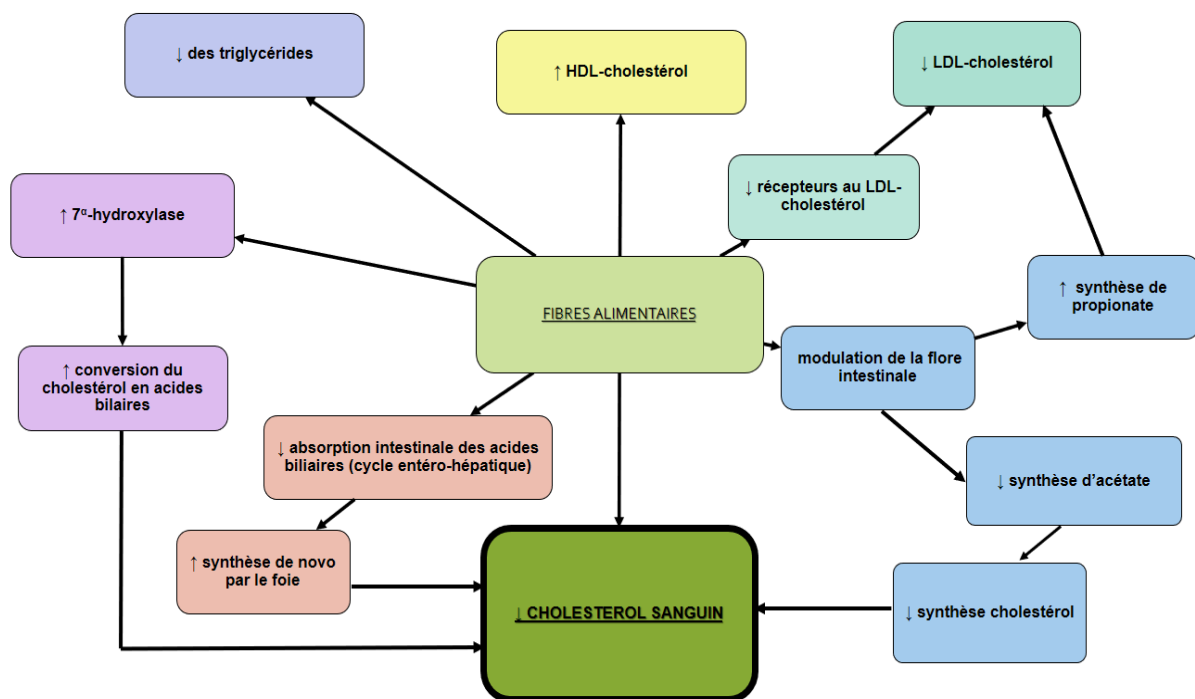 ↓ des triglycérides
↑ HDL-cholestérol
↓ LDL-cholestérol
↓ récepteurs au LDL-
cholestérol
↑ 7ᵅ-hydroxylase
FIBRES ALIMENTAIRES
↑ synthèse de
propionate
modulation de la flore
intestinale
↑ conversion du
cholestérol en acides
bilaires
↓ absorption intestinale des acides
biliaires (cycle entéro-hépatique)
↓ synthèse d’acétate
↑ synthèse de novo
par le foie
↓ CHOLESTEROL SANGUIN
↓ synthèse cholestérol